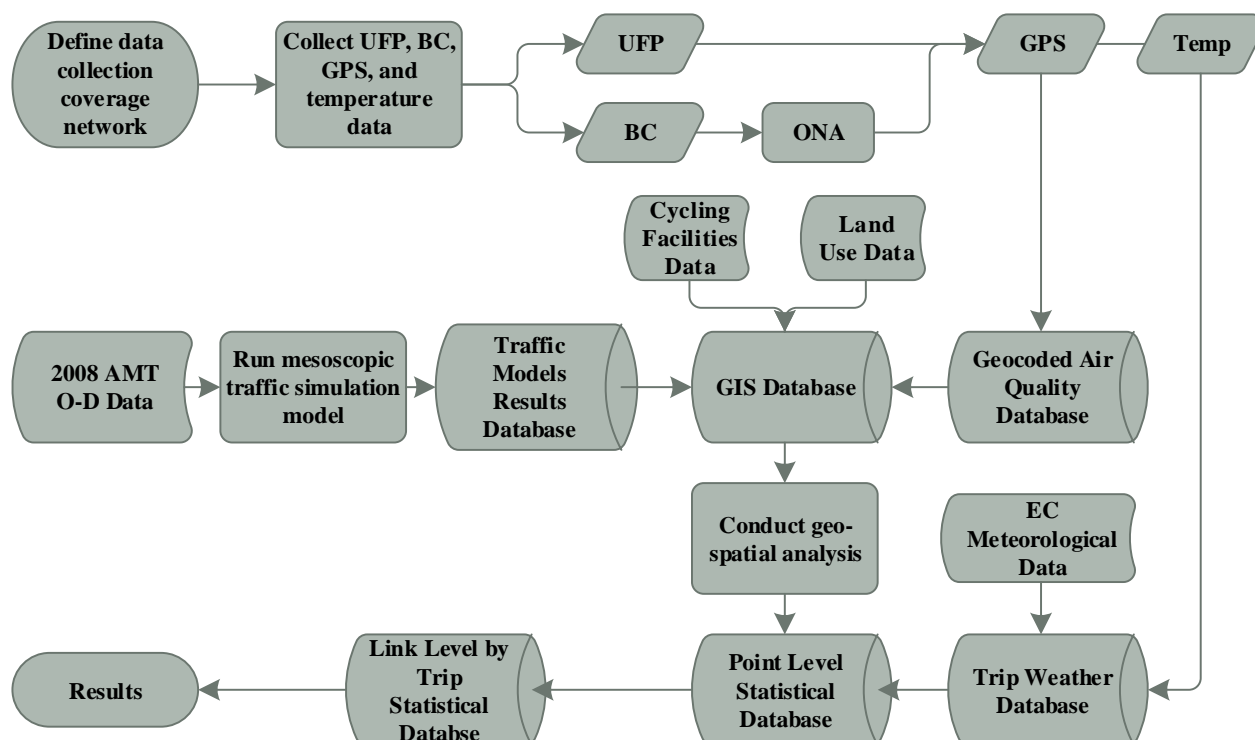 Define data
collection
coverage
network
Collect UFP, BC,
GPS, and
temperature
data
UFP
GPS
Temp
BC
ONA
Cycling
Facilities
Data
Land
Use Data
2008 AMT
O-D Data
Run mesoscopic
traffic simulation
model
Traffic
Models
Results
Database
GIS Database
Geocoded Air
Quality
Database
Conduct geo-
spatial analysis
EC
Meteorological
Data
Results
Link Level by
Trip
Statistical
Databse
Point Level
Statistical
Database
Trip Weather
Database